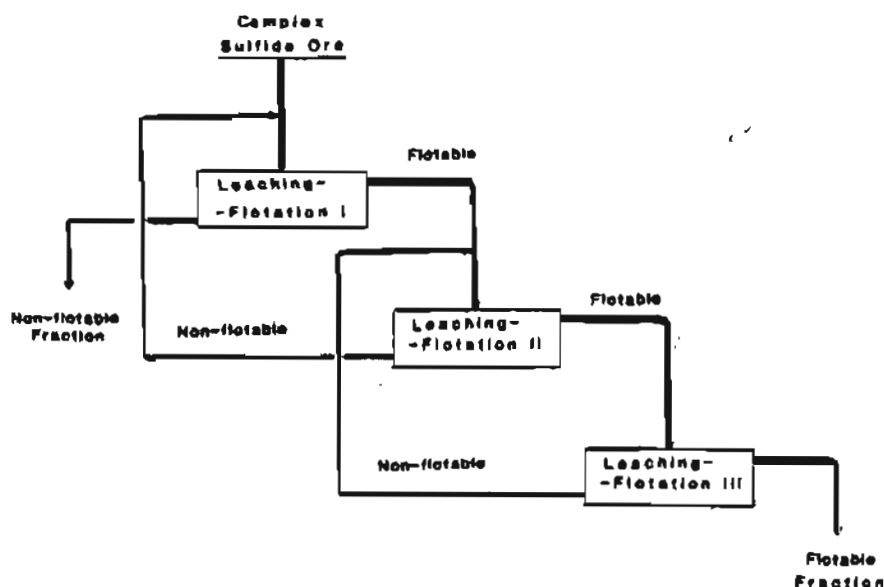 Complex
Sulfide Ore
Flotable
Leaching-
-Flotation I
Non-flotable
Fraction
Non-flotable
Flotable
Leaching-
-Flotation II
Non-flotable
Leaching-
-Flotation III
Flotable
Fraction